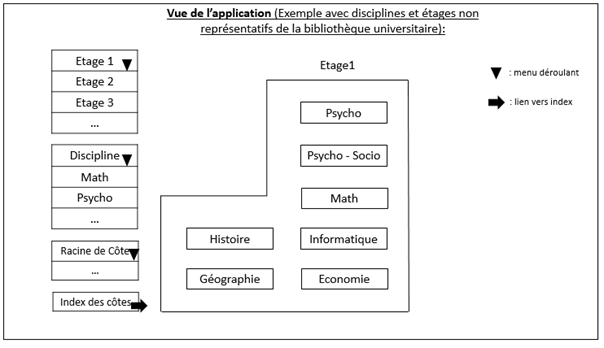 Vue de l'application (Exemple avec disciplines et étages non
représentatifs de la bibliothèque universitaire):
Etage 1
Etage 2
Etage 3
...
Discipline
Math
Psycho
...
Racine de Côtes
...
Index des côtes
Etage1
Psycho
Psycho - Socio
Math
Histoire
Informatique
Géographie
Economie
: menu déroulant
: lien vers index